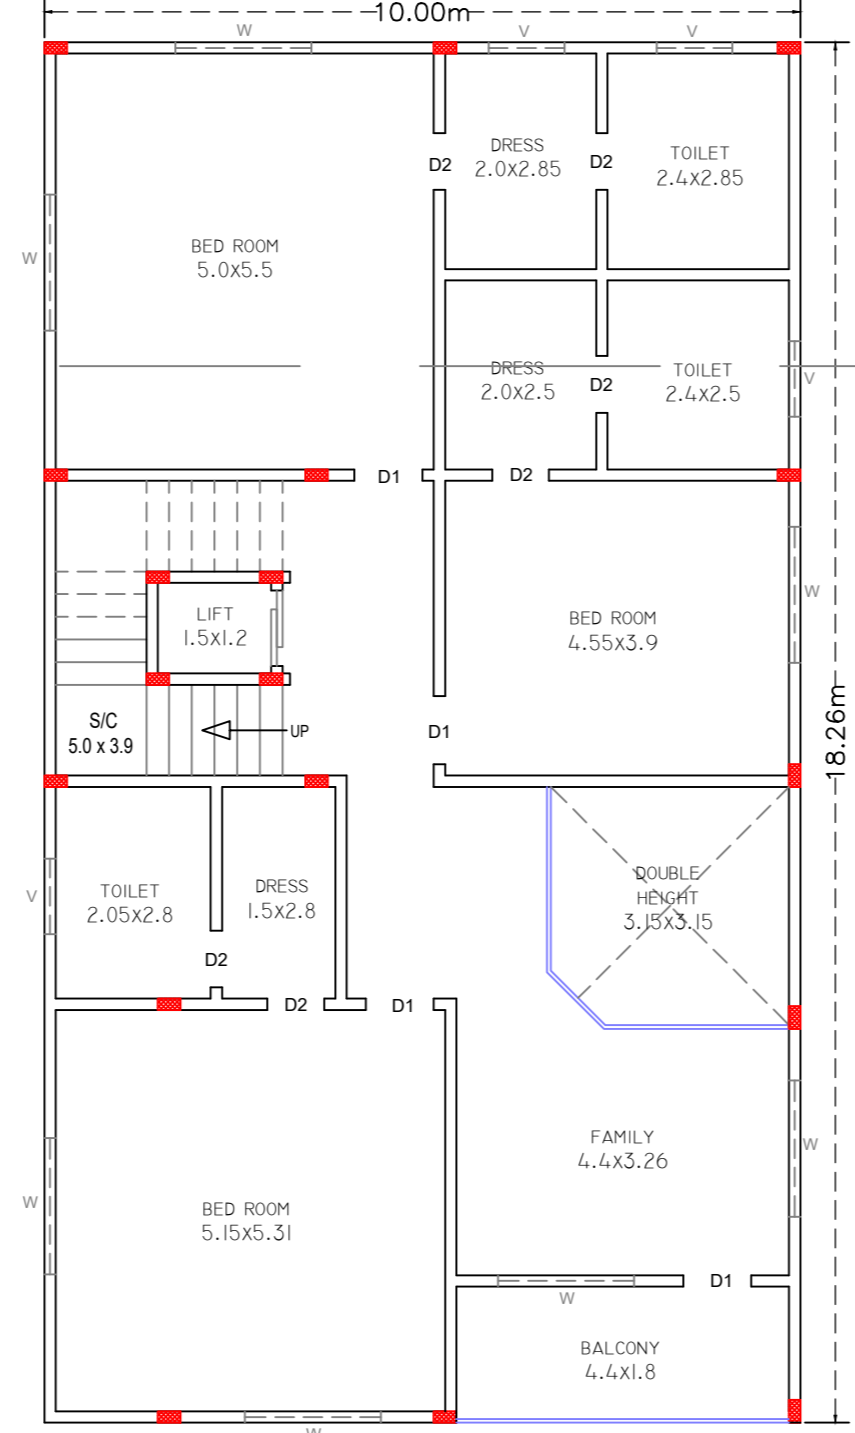 10.00m
W
V
V
DRESS
2.0x2.85
TOILET
2.4x2.85
D2
D2
BED ROOM
5.0x5.5
W
DRESS
2.0x2.5
TOILET
2.4x2.5
D2
V
D1
D2
LIFT
1.5x1.2
BED ROOM
4.55x3.9
W
S/C
5.0 x 3.9
UP
D1
18.26m
TOILET
2.05x2.8
DRESS
1.5x2.8
V
DOUBLE
HEIGHT
3.15x3.15
D2
D2
D1
FAMILY
4.4x3.26
W
BED ROOM
5.15x5.31
W
D1
W
BALCONY
4.4x1.8
W